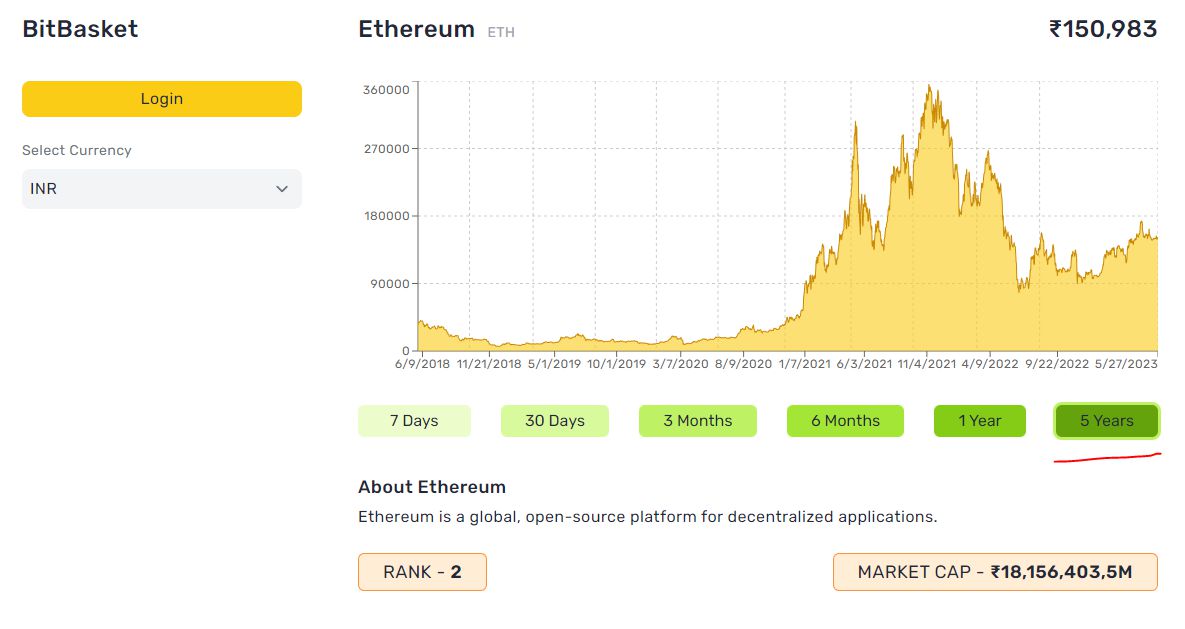 BitBasket
Ethereum ETH
₹150,983
Login
Select Currency
INR
360000
270000
180000
90000
0
6/9/2018 11/21/2018 5/1/2019 10/1/2019 3/7/2020 8/9/2020 1/7/2021 6/3/2021 11/4/2021 4/9/2022 9/22/2022 5/27/2023
7 Days 30 Days 3 Months 6 Months 1 Year 5 Years
About Ethereum
Ethereum is a global, open-source platform for decentralized applications.
RANK - 2
MARKET CAP - ₹18,156,403,5M